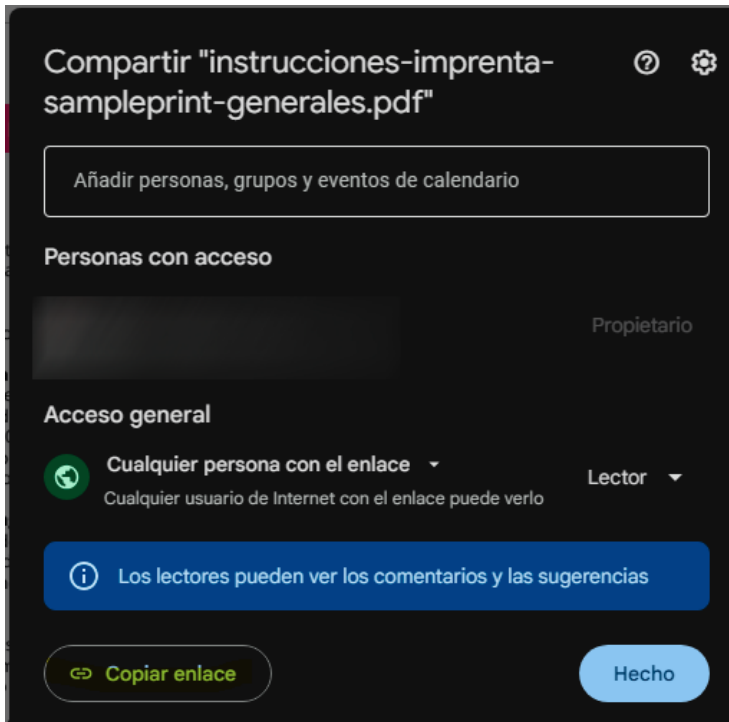 Compartir "instrucciones-imprenta-
sampleprint-generales.pdf"
Añadir personas, grupos y eventos de calendario
Personas con acceso
Propietario
Acceso general
Cualquier persona con el enlace
Cualquier usuario de Internet con el enlace puede verlo
Lector
Los lectores pueden ver los comentarios y las sugerencias
Copiar enlace
Hecho